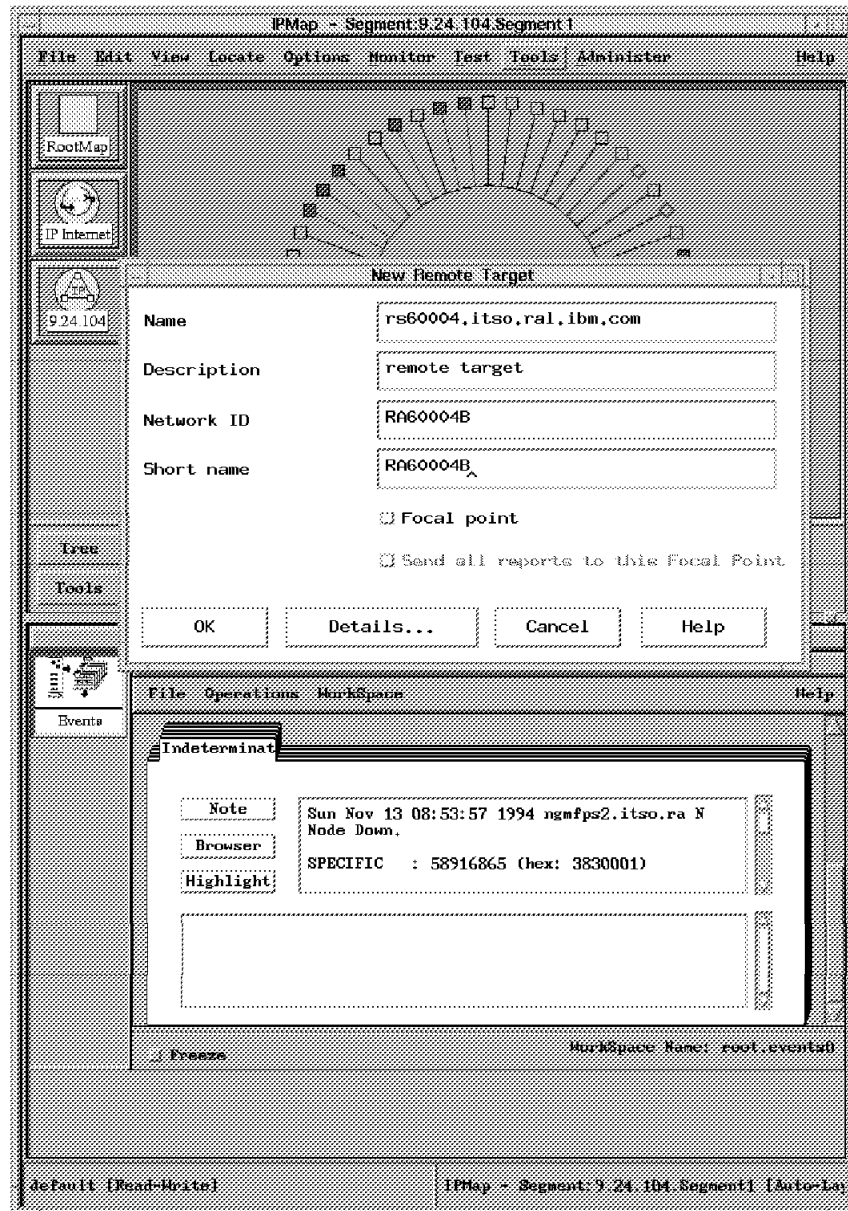 IPMap - Segment:9.24.104.Segment1
File Edit View Locate Options Monitor Test Tools Administer Help
RootMap
IP Internet
IP
9.24.104
New Remote Target
Name rs60004.itso.ral.ibm.com
Description remote target
Network ID RA60004B
Short name RA60004B
Focal point
Send all reports to this Focal Point
OK Details... Cancel Help
Tree
Tools
Events
File Operations WorkSpace Help
Indeterminat
Note
Browser
Highlight
Sun Nov 13 08:53:57 1994 ngmfps2.itso.ra N
Node Down.
SPECIFIC : 58916865 (hex: 3830001)
Freeze
WorkSpace Name: root.events0
default [Read-Write]
IPMap - Segment:9.24.104.Segment1 [Auto-Lay